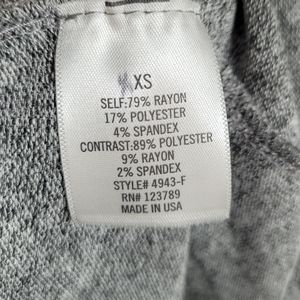 XS
SELF:79% RAYON
17% POLYESTER
4% SPANDEX
CONTRAST:89% POLYESTER
9% RAYON
2% SPANDEX
STYLE# 4943-F
RN# 123789
MADE IN USA